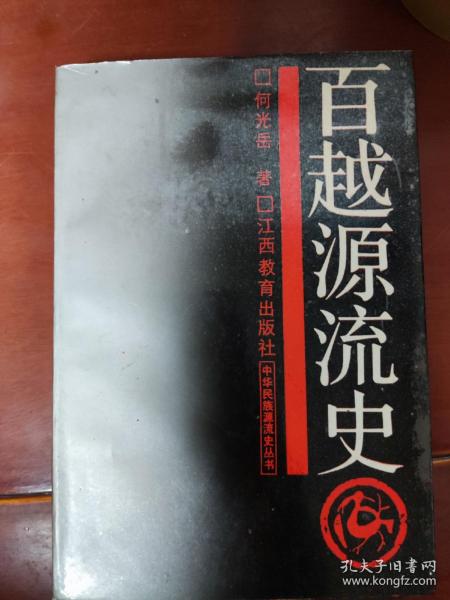 百越源流史
何光岳 著 江西教育出版社
中华民族源流史丛书
孔夫子旧书网
www.kongfz.com